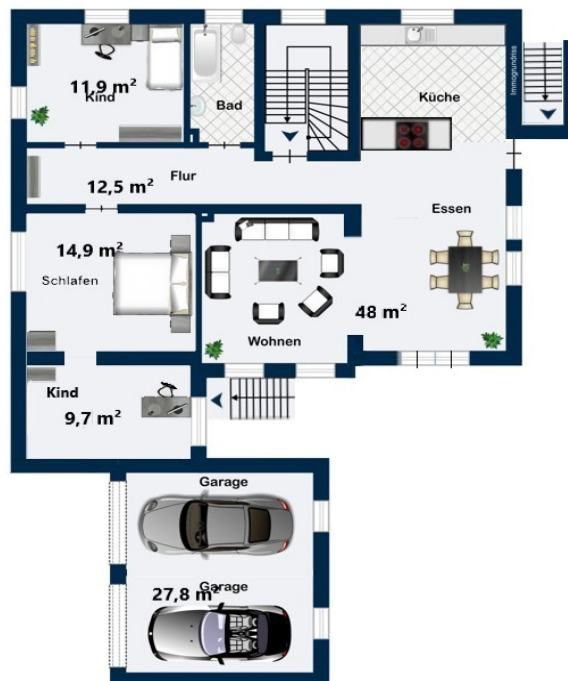 11,9 m²
Kind
Bad
Küche
Immogrundriss
Flur
12,5 m²
Essen
14,9 m²
Schlafen
48 m²
Wohnen
Kind
9,7 m²
Garage
Garage
27,8 m²